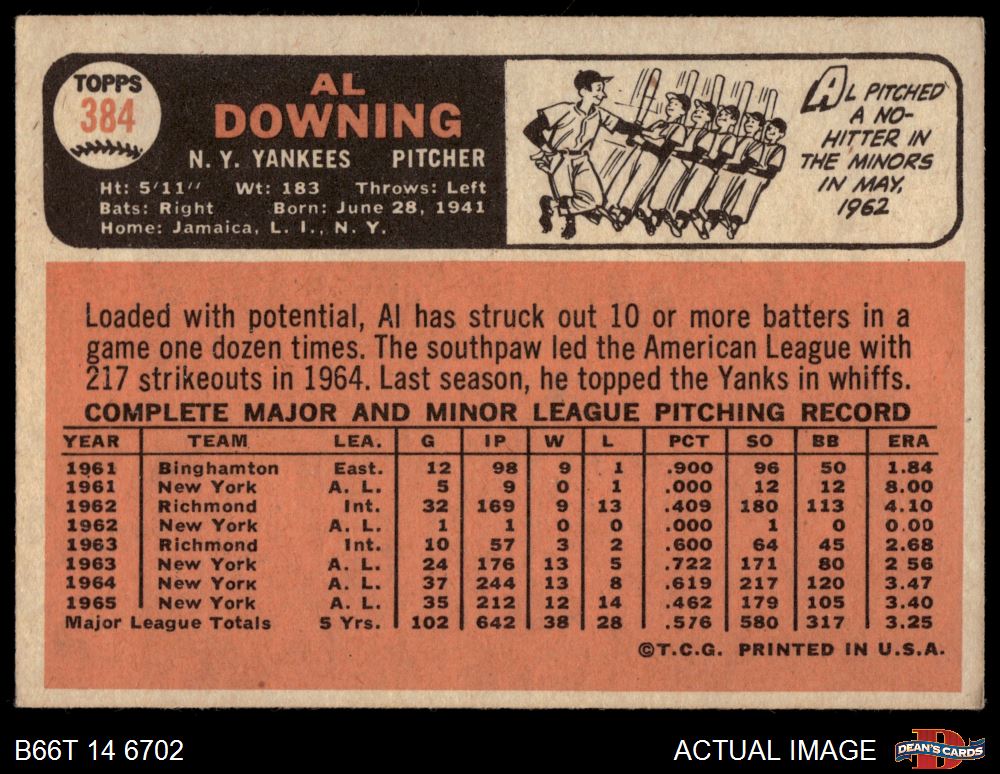 TOPPS
384
AL
DOWNING
N. Y. YANKEES PITCHER
Ht: 5'11" Wt: 183 Throws: Left
Bats: Right Born: June 28, 1941
Home: Jamaica, L. I., N. Y.
AL PITCHED
A NO-
HITTER IN
THE MINORS
IN MAY,
1962
Loaded with potential, Al has struck out 10 or more batters in a
game one dozen times. The southpaw led the American League with
217 strikeouts in 1964. Last season, he topped the Yanks in whiffs.
COMPLETE MAJOR AND MINOR LEAGUE PITCHING RECORD
YEAR TEAM LEA. G IP W L PCT SO BB ERA
1961 Binghamton East. 12 98 9 1 .900 96 50 1.84
1961 New York A. L. 5 9 0 1 .000 12 12 8.00
1962 Richmond Int. 32 169 9 13 .409 180 113 4.10
1962 New York A. L. 1 1 0 0 .000 1 0 0.00
1963 Richmond Int. 10 57 3 2 .600 64 45 2.68
1963 New York A. L. 24 176 13 5 .722 171 80 2 56
1964 New York A. L. 37 244 13 8 .619 217 120 3.47
1965 New York A. L. 35 212 12 14 .462 179 105 3.40
Major League Totals 5 Yrs. 102 642 38 28 .576 580 317 3.25
©T.C.G. PRINTED IN U.S.A.
B66T 14 6702 ACTUAL IMAGE DEAN'S CARDS